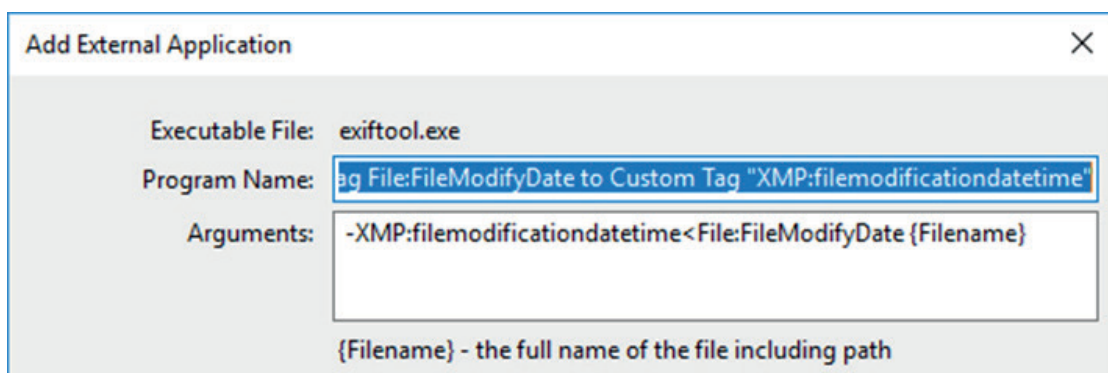 Add External Application
Executable File: exiftool.exe
Program Name: ag File:FileModifyDate to Custom Tag "XMP:filemodificationdatetime"
Arguments: -XMP:filemodificationdatetime<File:FileModifyDate {Filename}
{Filename} - the full name of the file including path